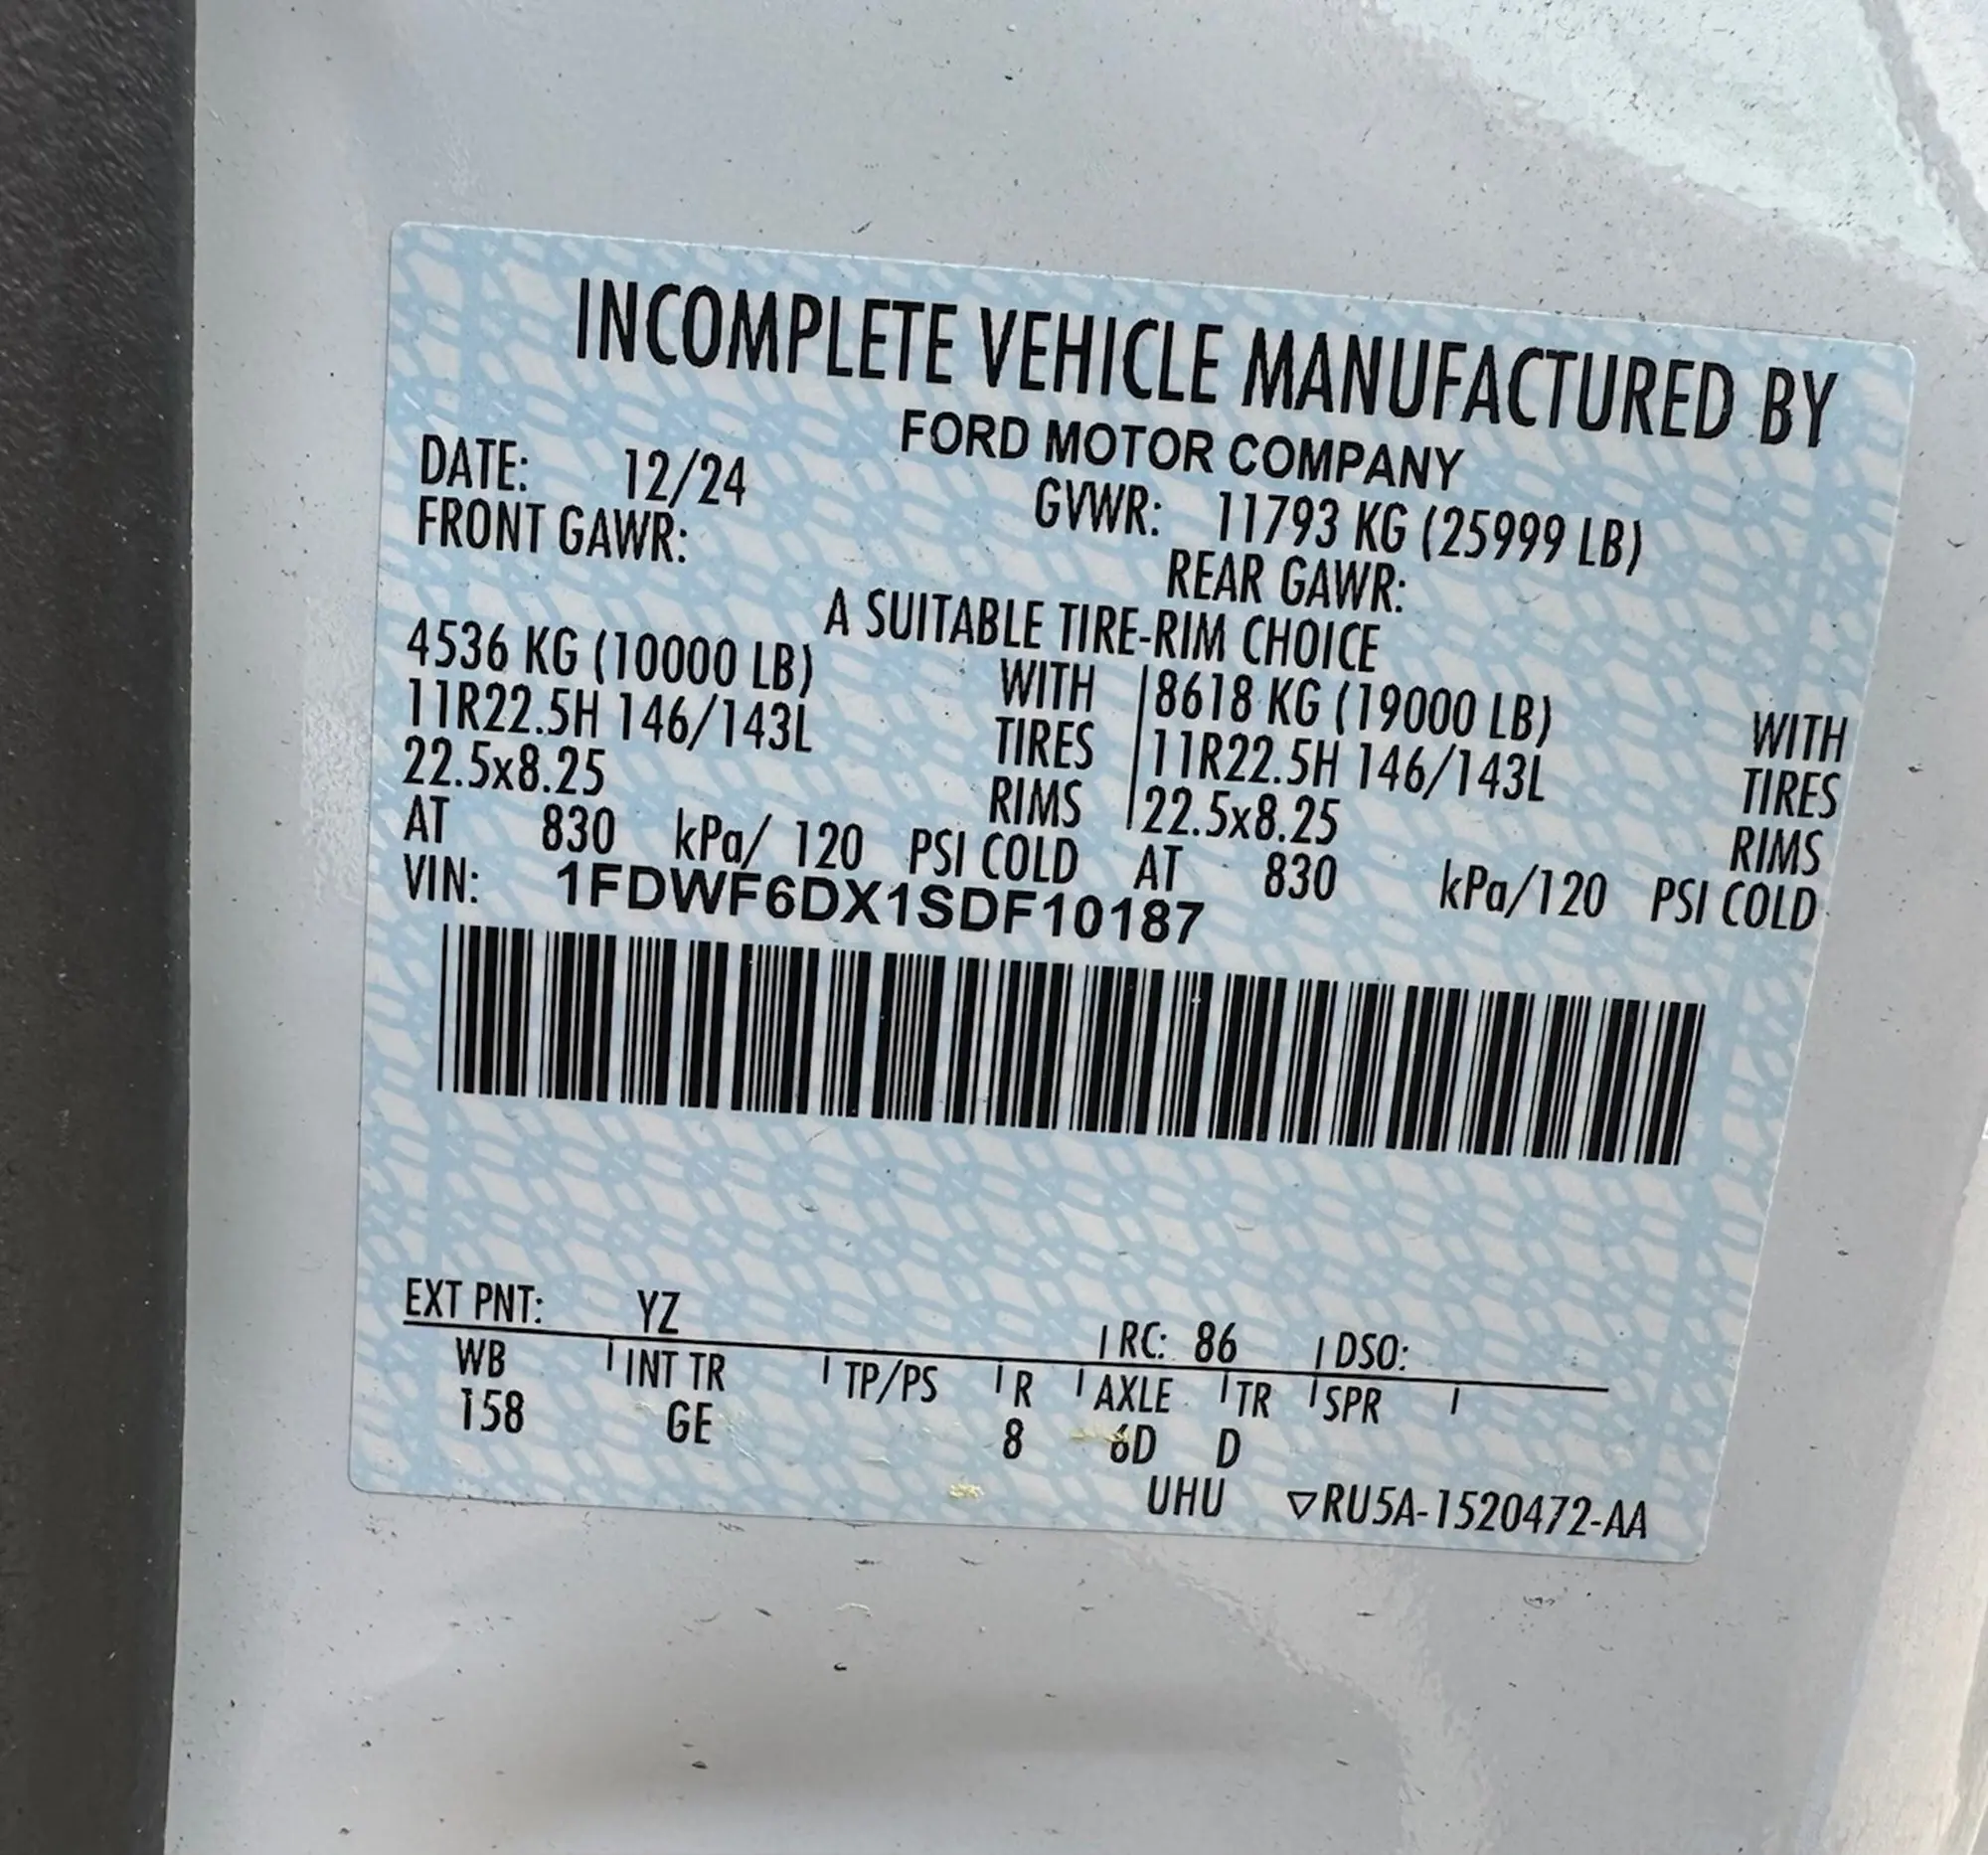 INCOMPLETE VEHICLE MANUFACTURED BY
FORD MOTOR COMPANY
DATE: 12/24 GVWR: 11793 KG (25999 LB)
FRONT GAWR: REAR GAWR:
A SUITABLE TIRE-RIM CHOICE
4536 KG (10000 LB) WITH 8618 KG (19000 LB) WITH
11R22.5H 146/143L TIRES 11R22.5H 146/143L TIRES
22.5x8.25 RIMS 22.5x8.25 RIMS
AT 830 kPa/ 120 PSI COLD AT 830 kPa/120 PSI COLD
VIN: 1FDWF6DX1SDF10187
EXT PNT: YZ RC: 86 DSO:
WB INT TR TP/PS R AXLE TR SPR
158 GE 8 6D D
UHU ▽RU5A-1520472-AA